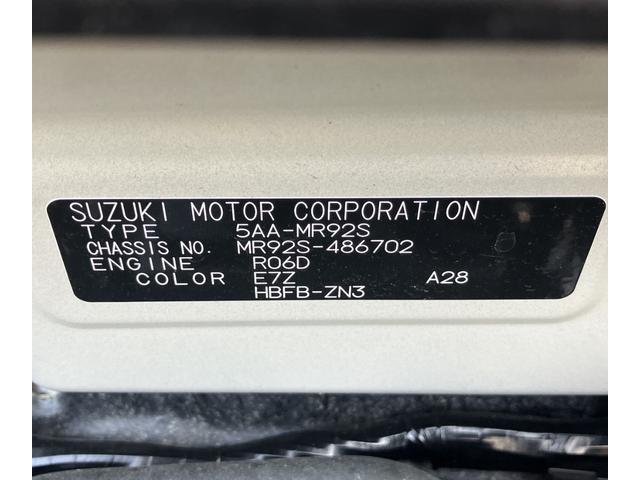 SUZUKI MOTOR CORPORATION
TYPE 5AA-MR92S
CHASSIS NO. MR92S-486702
ENGINE R06D
COLOR E7Z A28
HBFB-ZN3